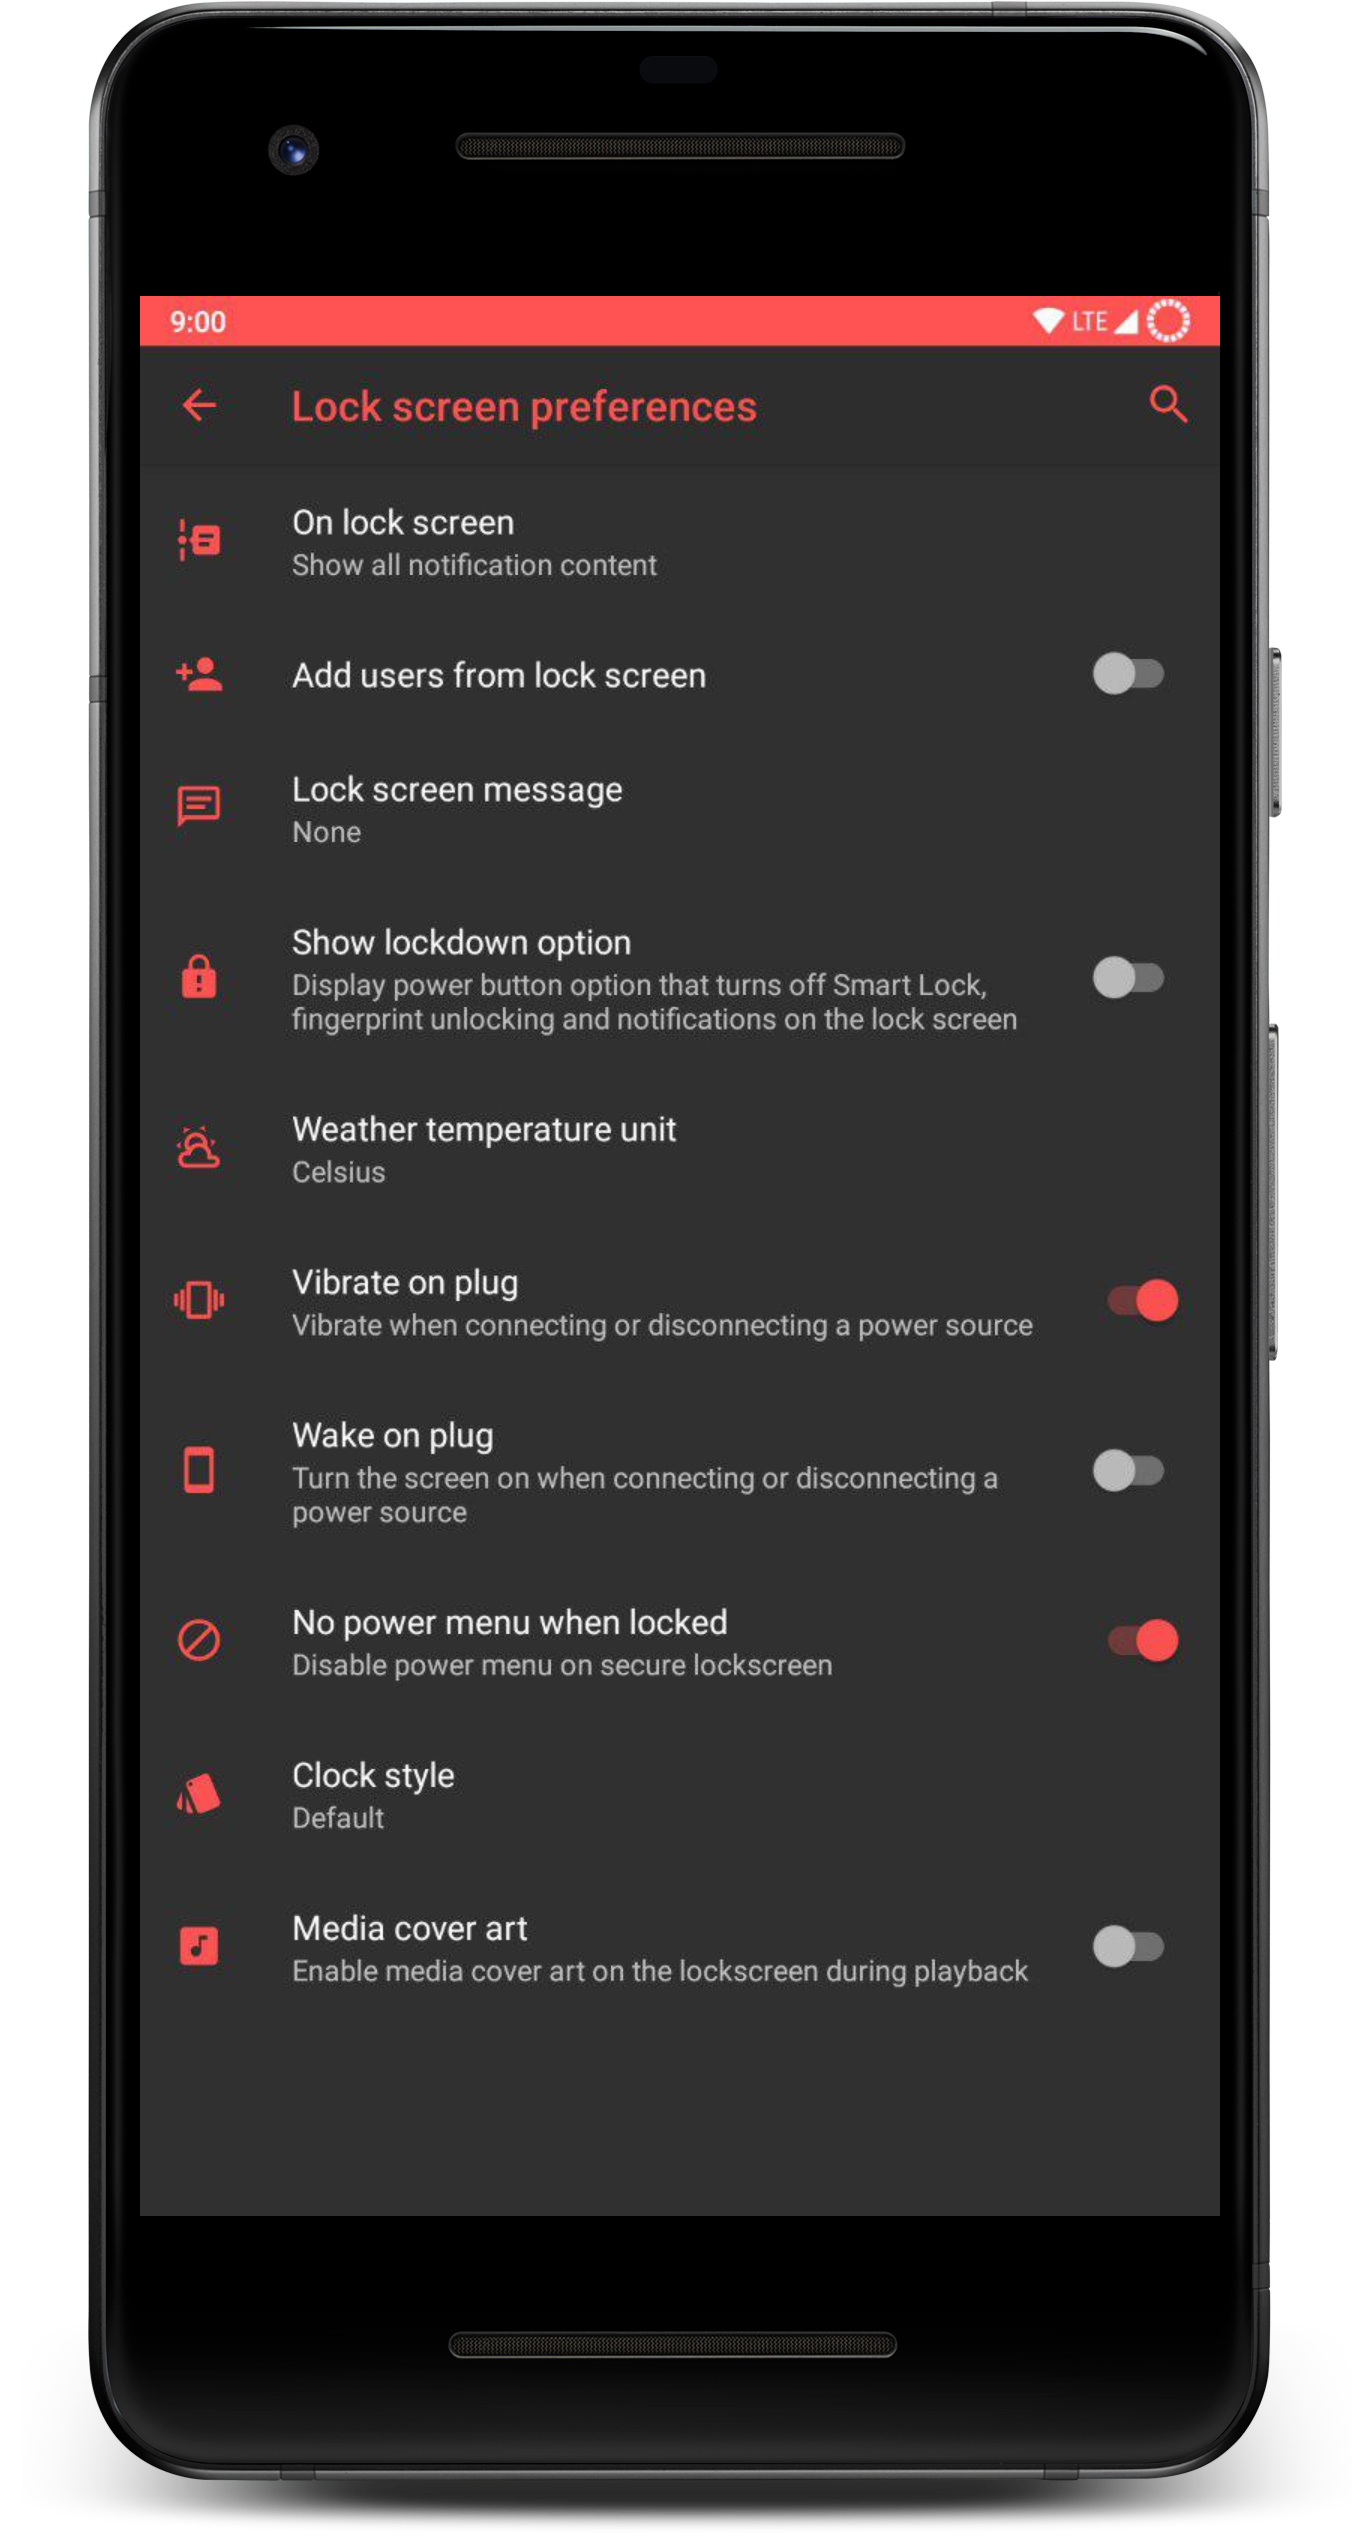 9:00 LTE
Lock screen preferences
On lock screen
Show all notification content
Add users from lock screen
Lock screen message
None
Show lockdown option
Display power button option that turns off Smart Lock,
fingerprint unlocking and notifications on the lock screen
Weather temperature unit
Celsius
Vibrate on plug
Vibrate when connecting or disconnecting a power source
Wake on plug
Turn the screen on when connecting or disconnecting a
power source
No power menu when locked
Disable power menu on secure lockscreen
Clock style
Default
Media cover art
Enable media cover art on the lockscreen during playback